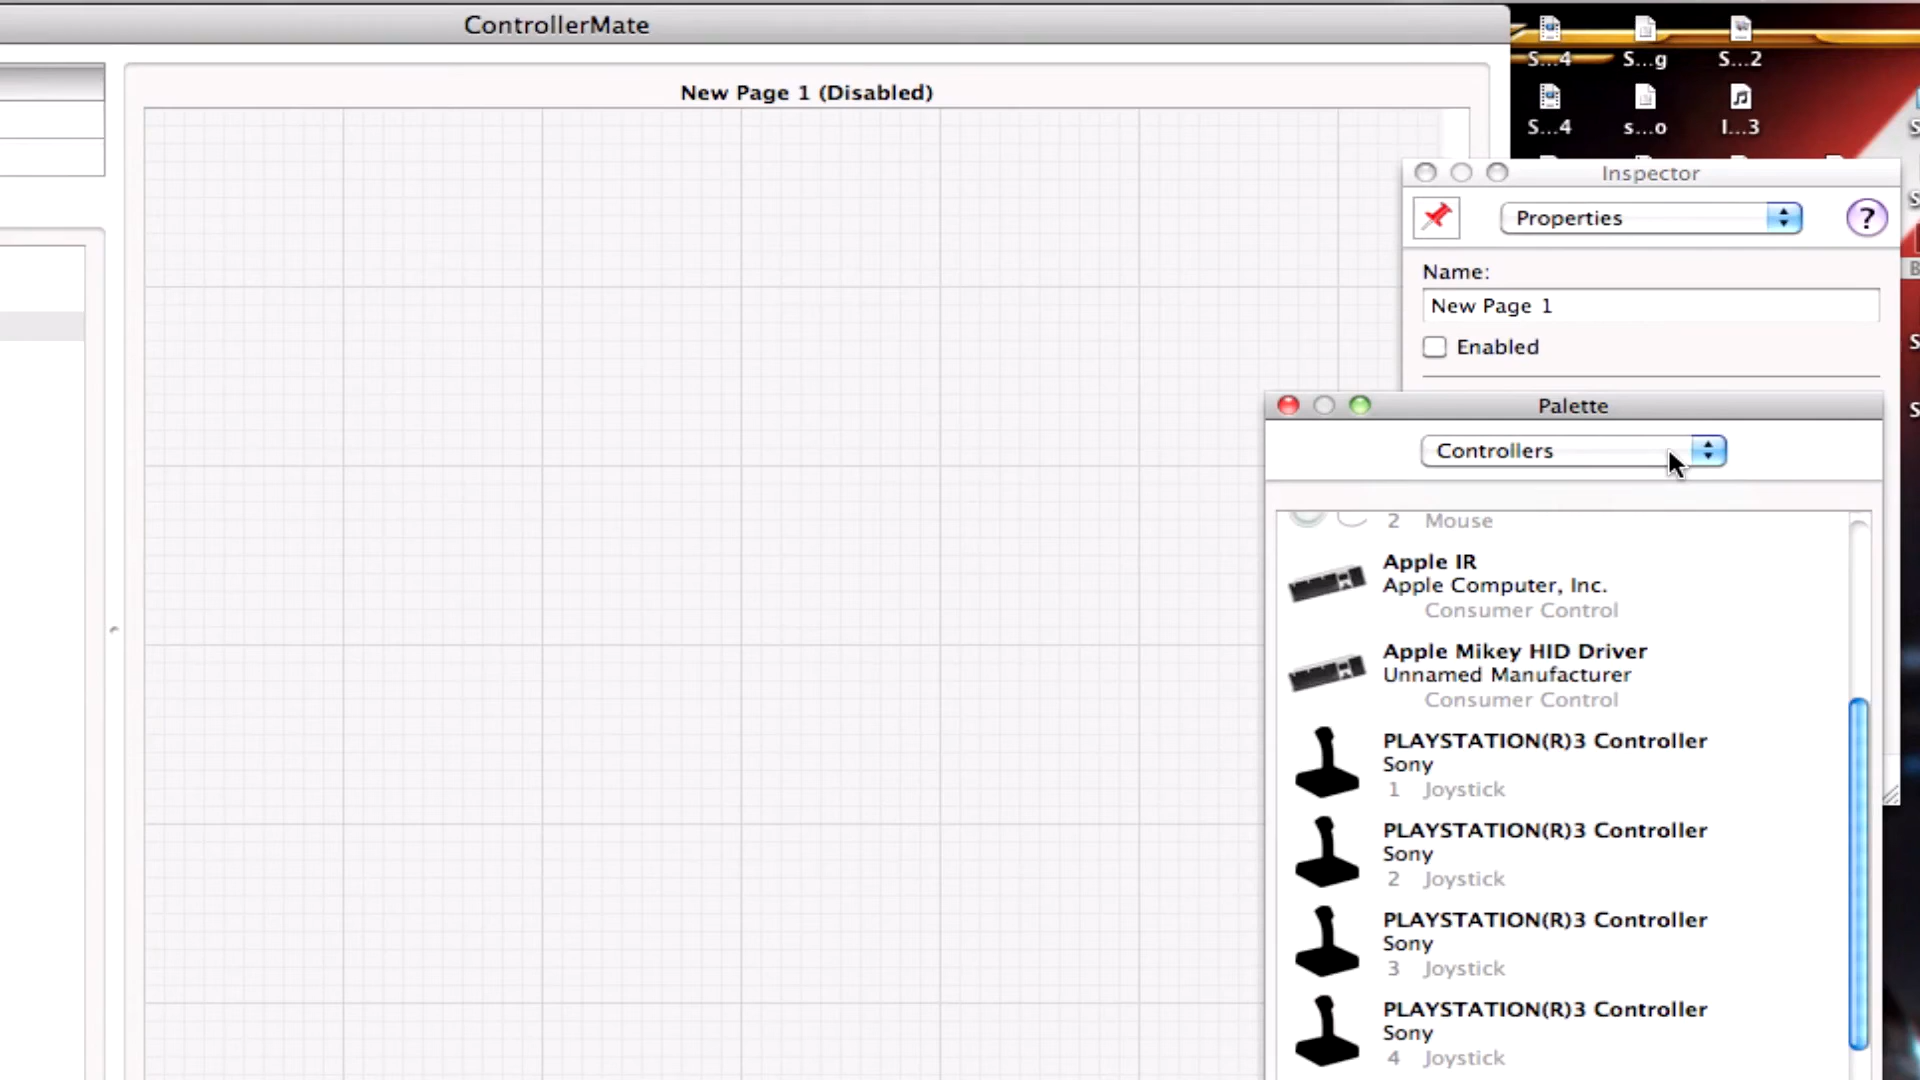 ControllerMate
New Page 1 (Disabled)
S...4
S...g
S...2
S...4
s...o
I...3
Inspector
Properties
?
Name:
New Page 1
Enabled
Palette
Controllers
2 Mouse
Apple IR
Apple Computer, Inc.
Consumer Control
Apple Mikey HID Driver
Unnamed Manufacturer
Consumer Control
PLAYSTATION(R)3 Controller
Sony
1 Joystick
PLAYSTATION(R)3 Controller
Sony
2 Joystick
PLAYSTATION(R)3 Controller
Sony
3 Joystick
PLAYSTATION(R)3 Controller
Sony
4 Joystick